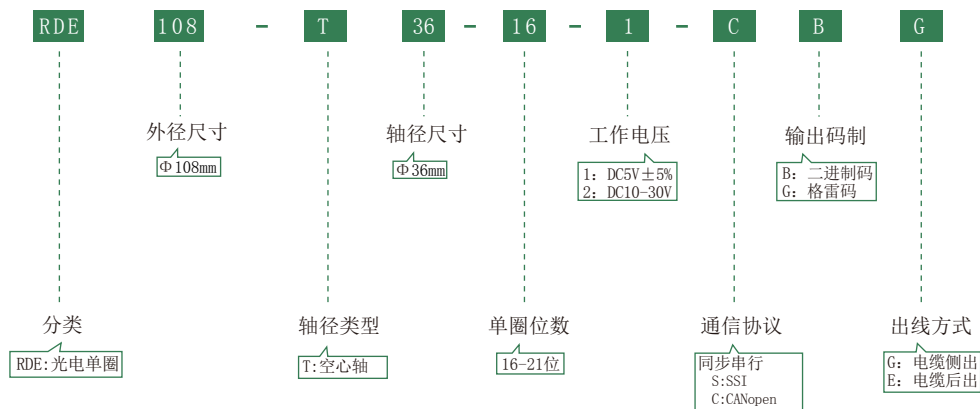 RDE 108 - T 36 - 16 - 1 - C B G
外径尺寸
Φ108mm
轴径尺寸
Φ36mm
工作电压
1: DC5V±5%
2: DC10-30V
输出码制
B: 二进制码
G: 格雷码
分类
RDE:光电单圈
轴径类型
T:空心轴
单圈位数
16-21位
通信协议
同步串行
S:SSI
C:CANopen
出线方式
G: 电缆侧出
E: 电缆后出